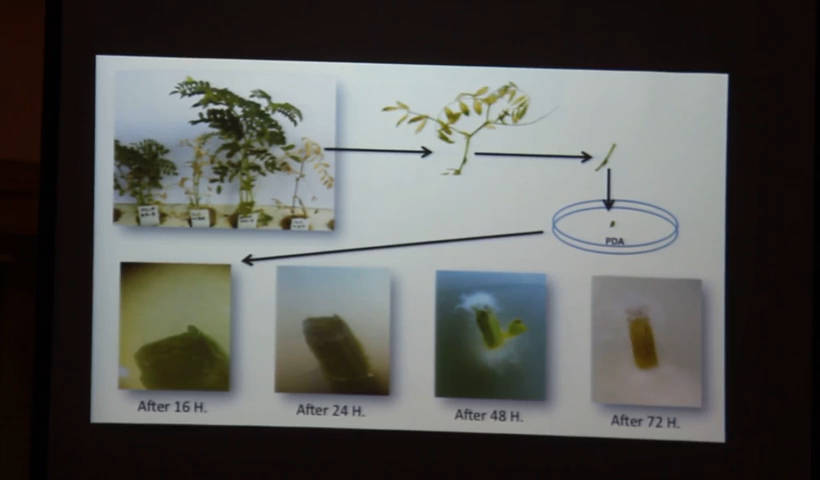 PDA
After 16 H.
After 24 H.
After 48 H.
After 72 H.